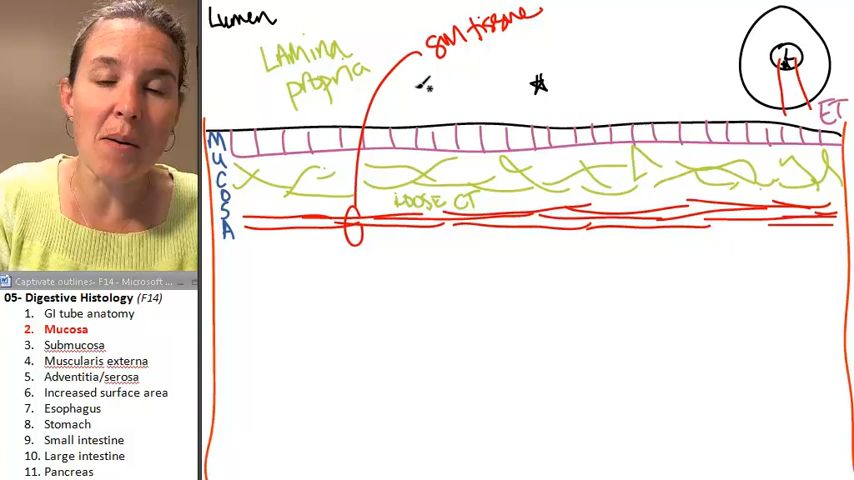 Lumen
LAMINA
propria
sm tissue
L
ET
MUCOSA
LOOSE CT
Captivate outlines- F14 - Microsoft ...
05- Digestive Histology (F14)
1. GI tube anatomy
2. Mucosa
3. Submucosa
4. Muscularis externa
5. Adventitia/serosa
6. Increased surface area
7. Esophagus
8. Stomach
9. Small intestine
10. Large intestine
11. Pancreas